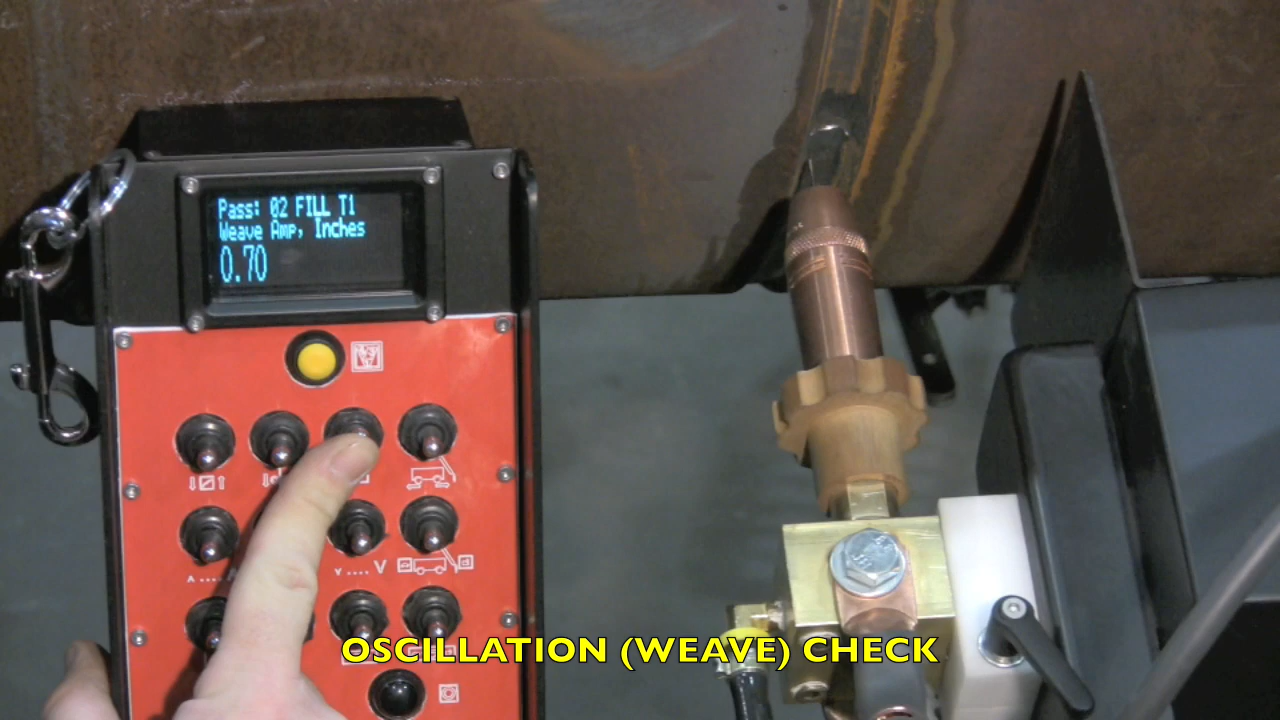 Pass: 02 FILL T1
Weave Amp, Inches
0.70
Y .... V
OSCILLATION (WEAVE) CHECK